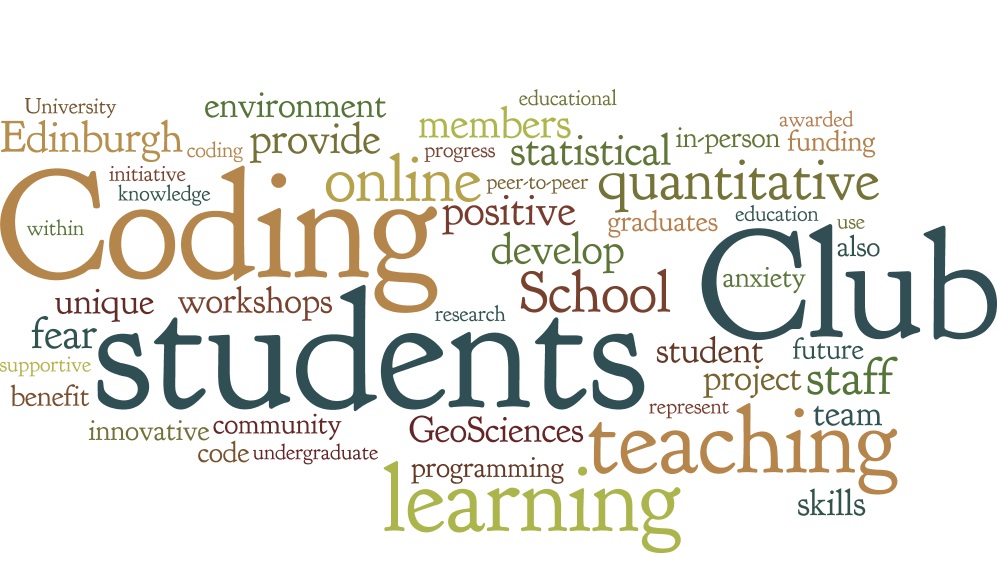 University
environment
educational
Edinburgh
coding
provide
members
progress
statistical
in-person
awarded
funding
initiative
knowledge
online
peer-to-peer
quantitative
Coding
within
positive
graduates
education
use
also
develop
anxiety
Club
unique
workshops
School
research
fear
students
student
future
supportive
project
staff
benefit
represent
team
innovative
community
GeoSciences
teaching
code
undergraduate
programming
learning
skills